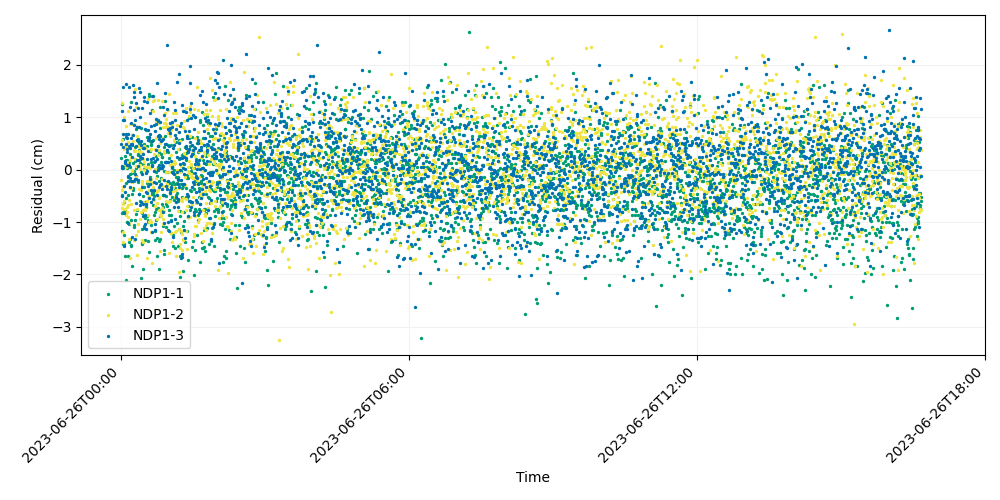 Residual (cm)
2
1
0
−1
−2
−3
NDP1-1
NDP1-2
NDP1-3
2023-06-26T00:00
2023-06-26T06:00
2023-06-26T12:00
2023-06-26T18:00
Time